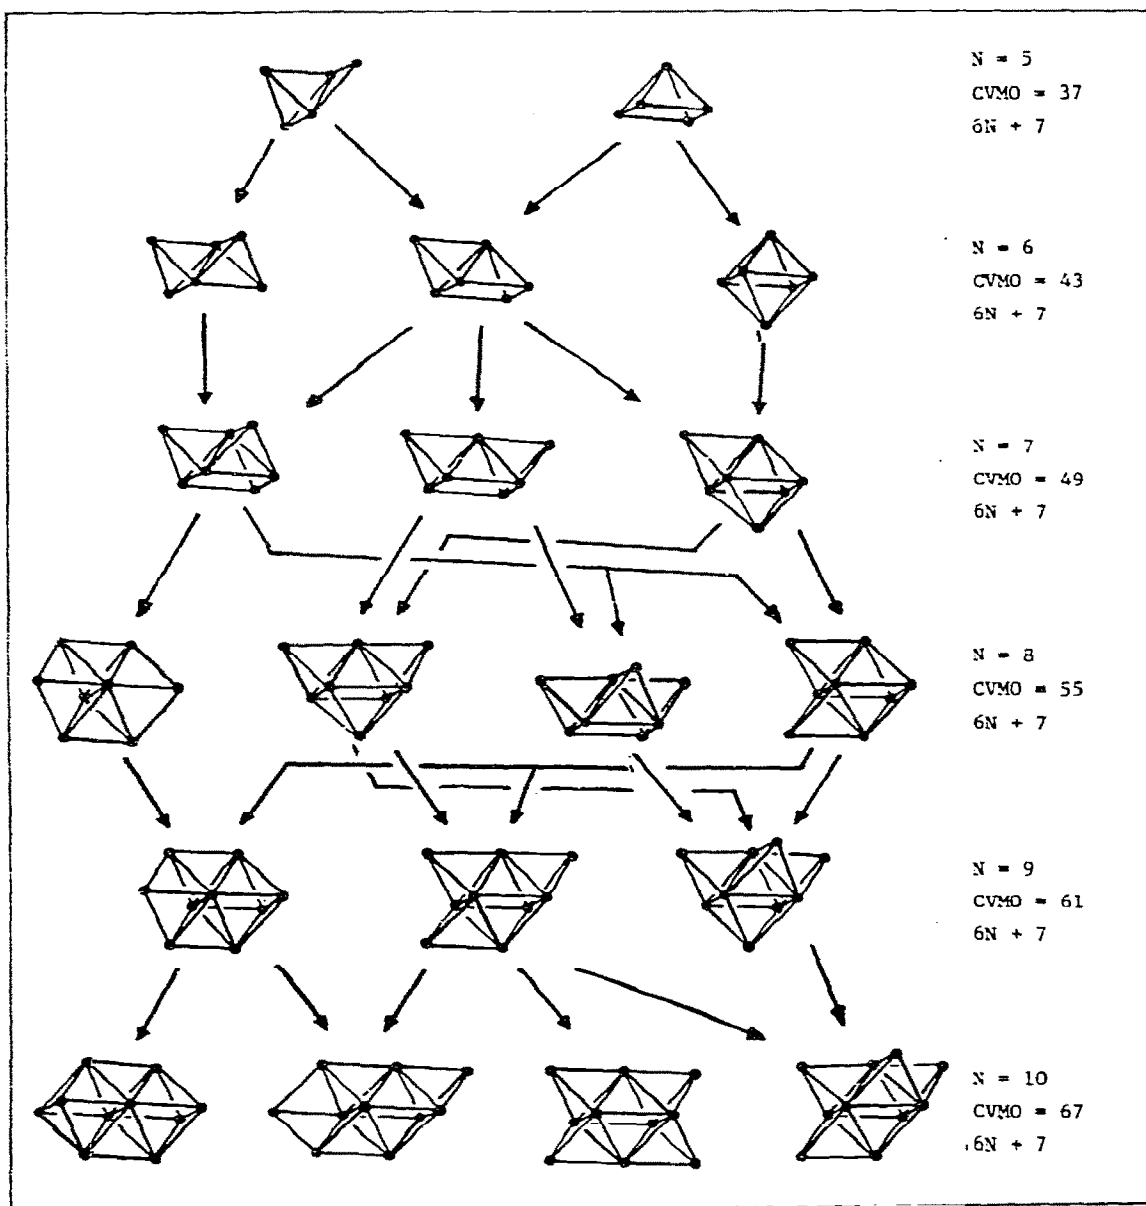 N = 5
CVMO = 37
6N + 7
N = 6
CVMO = 43
6N + 7
N = 7
CVMO = 49
6N + 7
N = 8
CVMO = 55
6N + 7
N = 9
CVMO = 61
6N + 7
N = 10
CVMO = 67
6N + 7